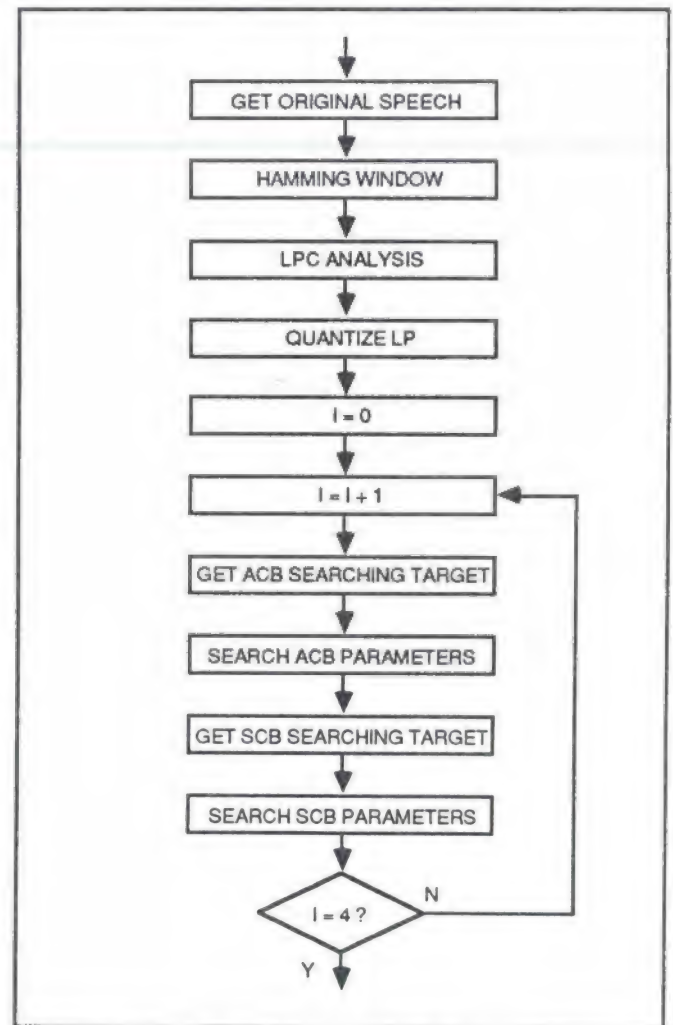 GET ORIGINAL SPEECH
HAMMING WINDOW
LPC ANALYSIS
QUANTIZE LP
I = 0
I = I + 1
GET ACB SEARCHING TARGET
SEARCH ACB PARAMETERS
GET SCB SEARCHING TARGET
SEARCH SCB PARAMETERS
I = 4 ?
N
Y